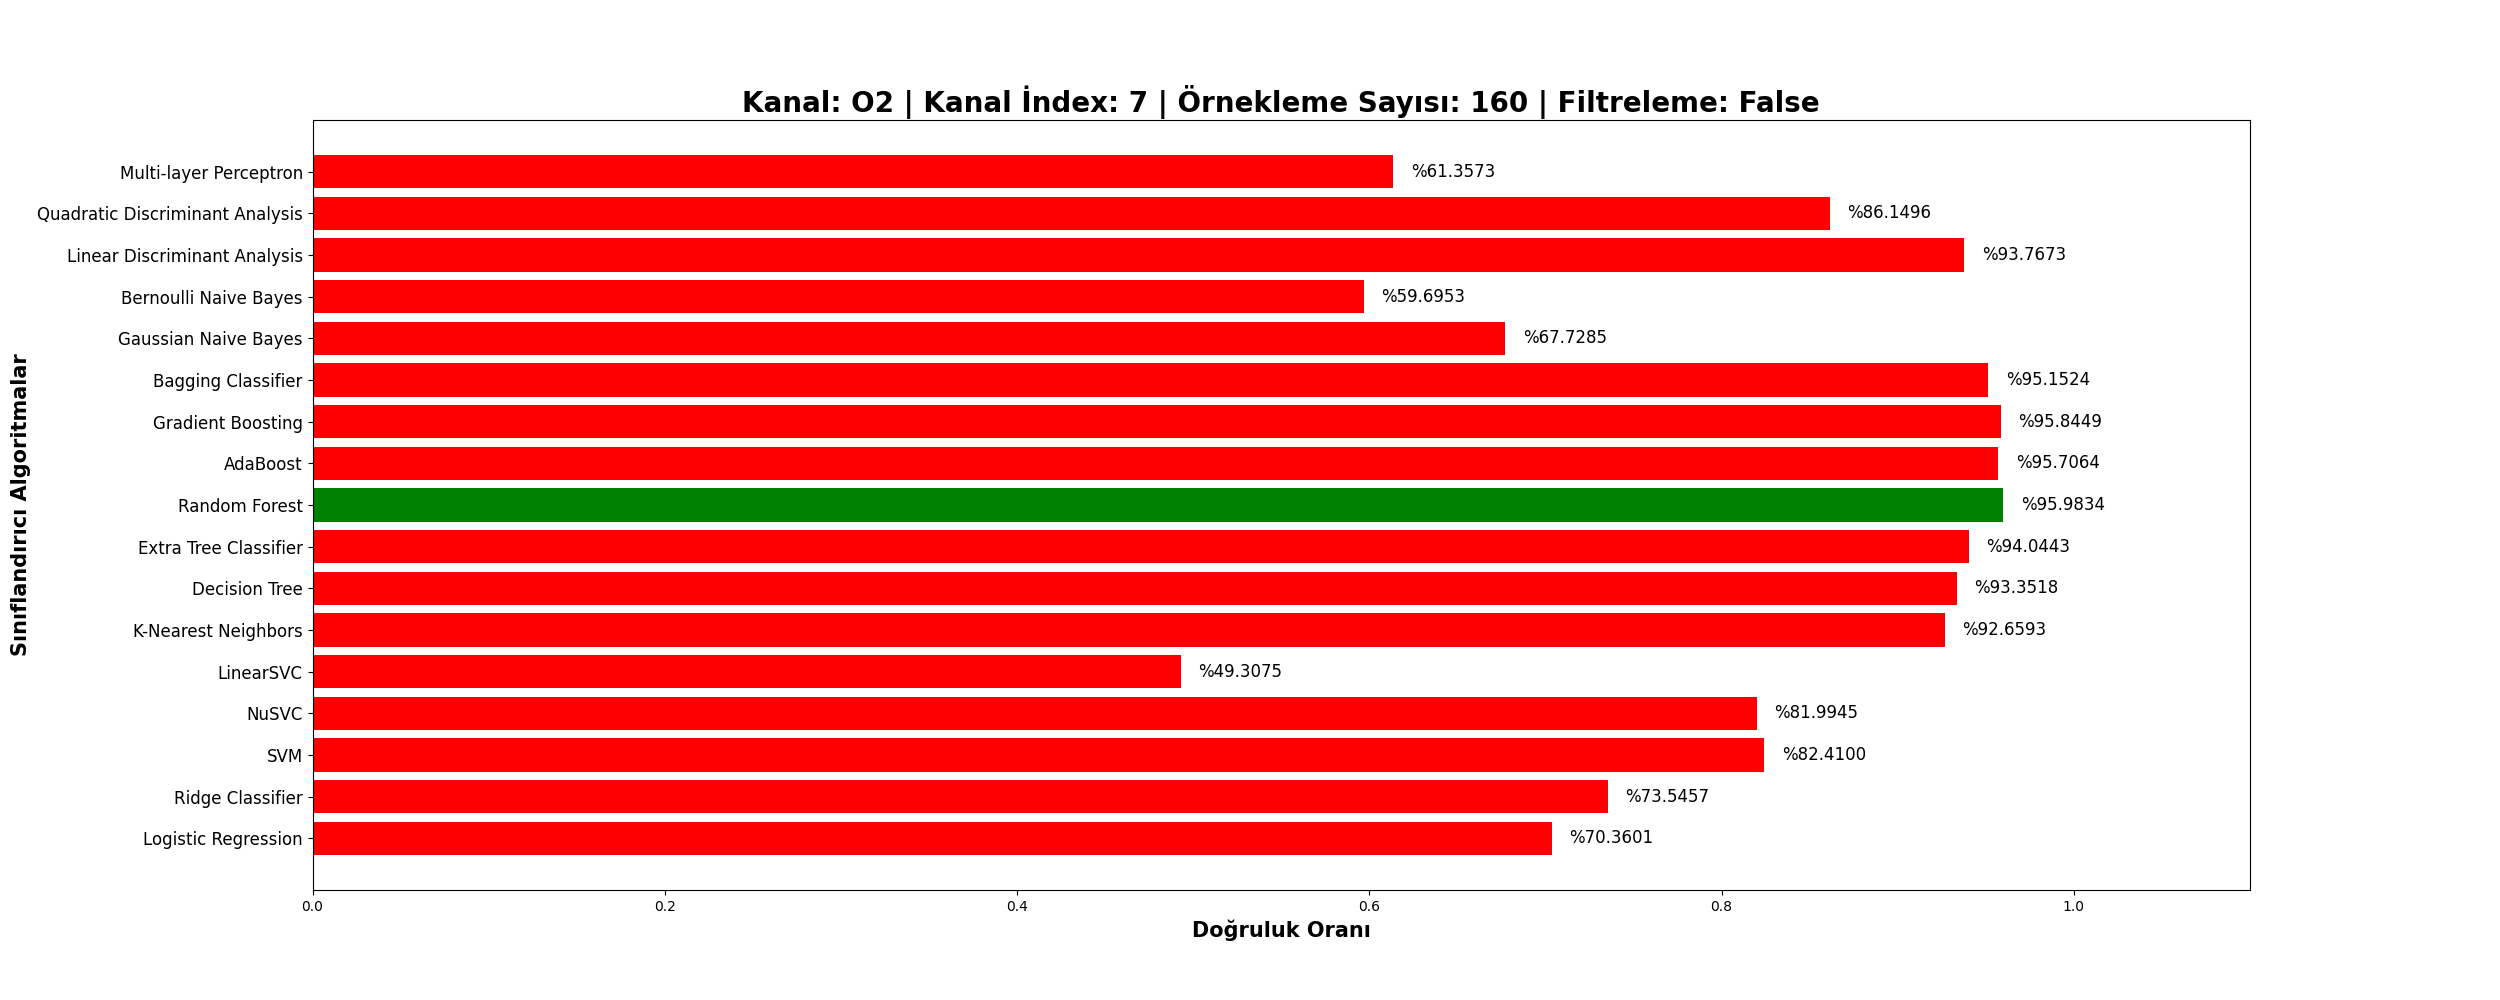 Kanal: O2 | Kanal İndex: 7 | Örnekleme Sayısı: 160 | Filtreleme: False
Sınıflandırıcı Algoritmalar
Multi-layer Perceptron %61.3573
Quadratic Discriminant Analysis %86.1496
Linear Discriminant Analysis %93.7673
Bernoulli Naive Bayes %59.6953
Gaussian Naive Bayes %67.7285
Bagging Classifier %95.1524
Gradient Boosting %95.8449
AdaBoost %95.7064
Random Forest %95.9834
Extra Tree Classifier %94.0443
Decision Tree %93.3518
K-Nearest Neighbors %92.6593
LinearSVC %49.3075
NuSVC %81.9945
SVM %82.4100
Ridge Classifier %73.5457
Logistic Regression %70.3601
0.0 0.2 0.4 0.6 0.8 1.0
Doğruluk Oranı